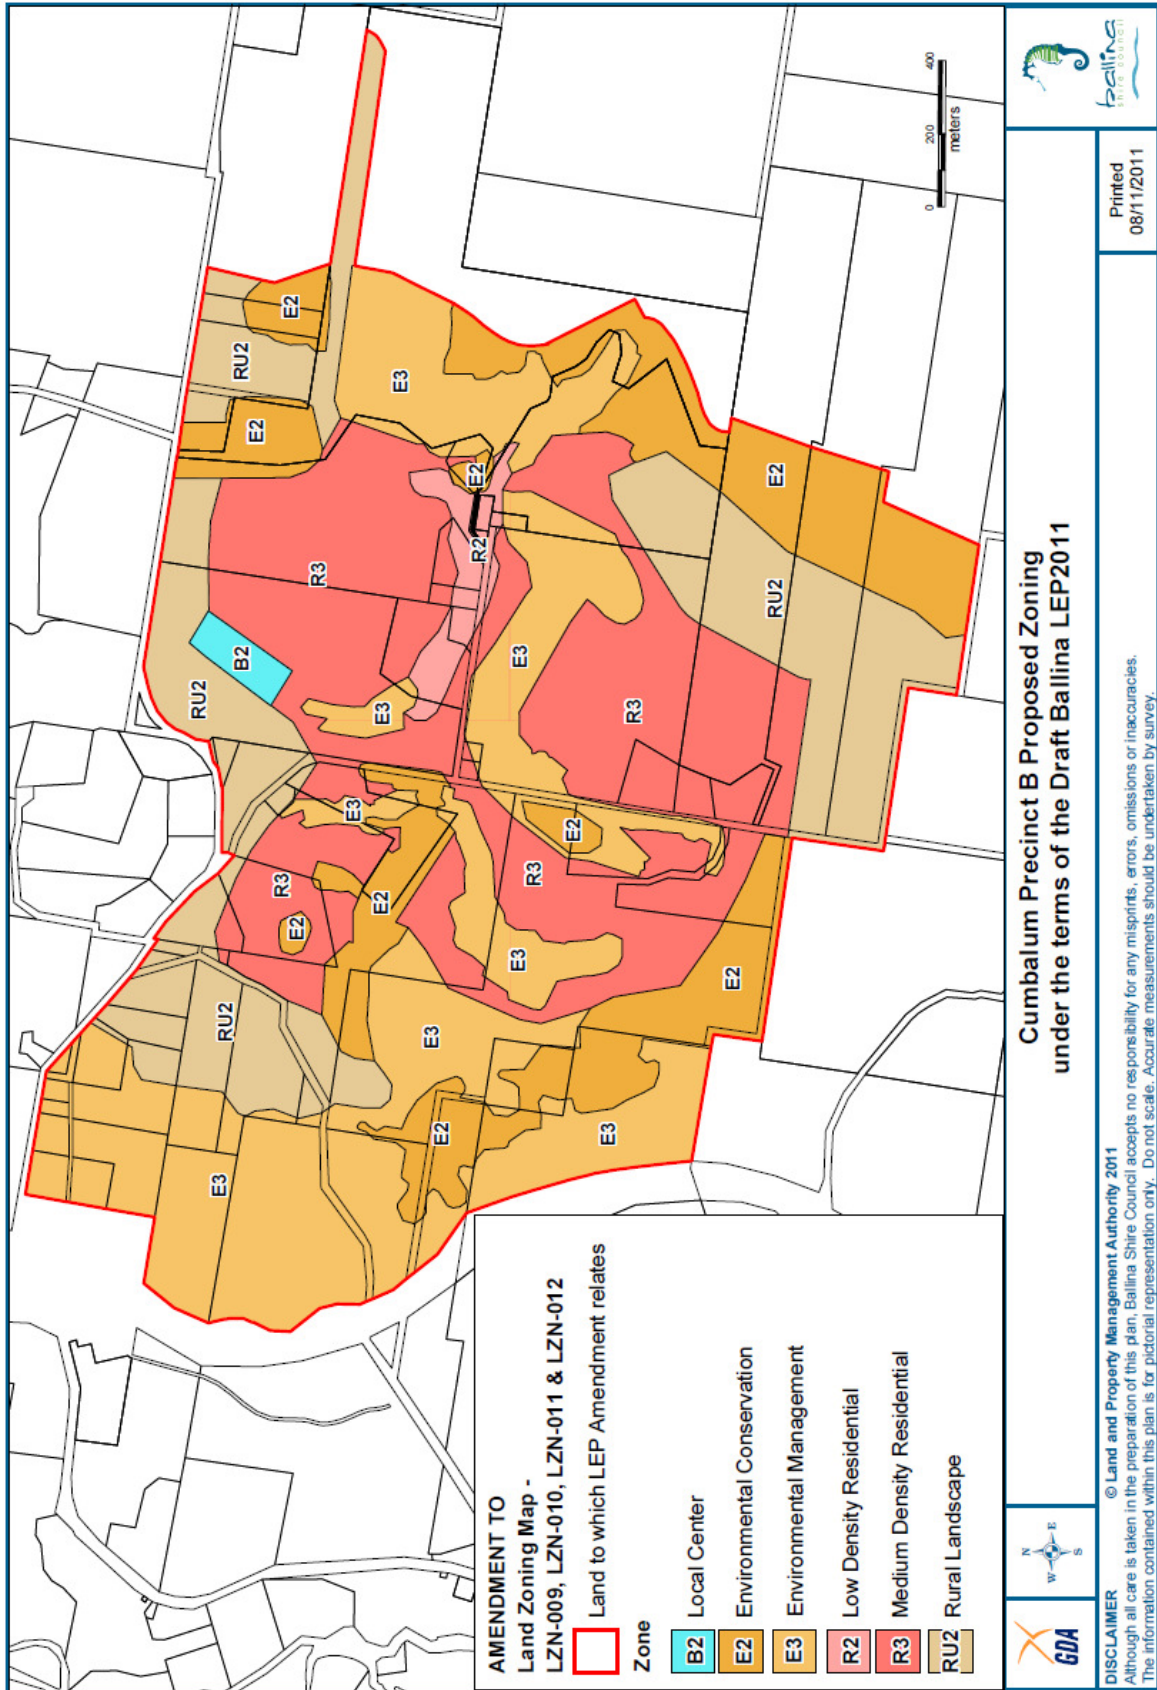 AMENDMENT TO
Land Zoning Map -
LZN-009, LZN-010, LZN-011 & LZN-012
Land to which LEP Amendment relates
Zone
B2 Local Center
E2 Environmental Conservation
E3 Environmental Management
R2 Low Density Residential
R3 Medium Density Residential
RU2 Rural Landscape
E3
RU2
E3
E2
E3
E2
R3
E2
E3
E3
R3
E2
E2
RU2
B2
E3
R3
R2
E2
E3
R3
RU2
E2
E2
RU2
E2
E3
0 200 400
meters
GDA
N
W E
S
Cumbalum Precinct B Proposed Zoning
under the terms of the Draft Ballina LEP2011
ballina
shire council
Printed
08/11/2011
DISCLAIMER © Land and Property Management Authority 2011
Although all care is taken in the preparation of this plan, Ballina Shire Council accepts no responsibility for any misprints, errors, omissions or inaccuracies.
The information contained within this plan is for pictorial representation only. Do not scale. Accurate measurements should be undertaken by survey.